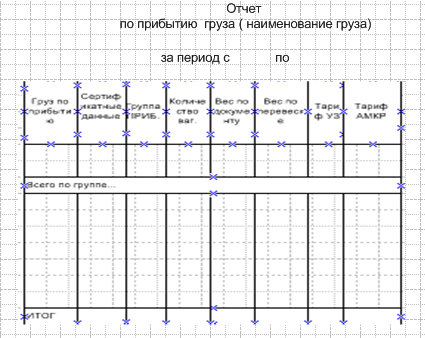 Отчет
по прибытию груза ( наименование груза)
за период с по
Груз по
прибыти
ю
Сертиф
икатные
данные
Группа
ПРИБ.
Количе
ство
ваг.
Вес по
докуме
нту
Вес по
перевеск
е
Тари
ф УЗ
Тариф
АМКР
Всего по группе...
ИТОГ